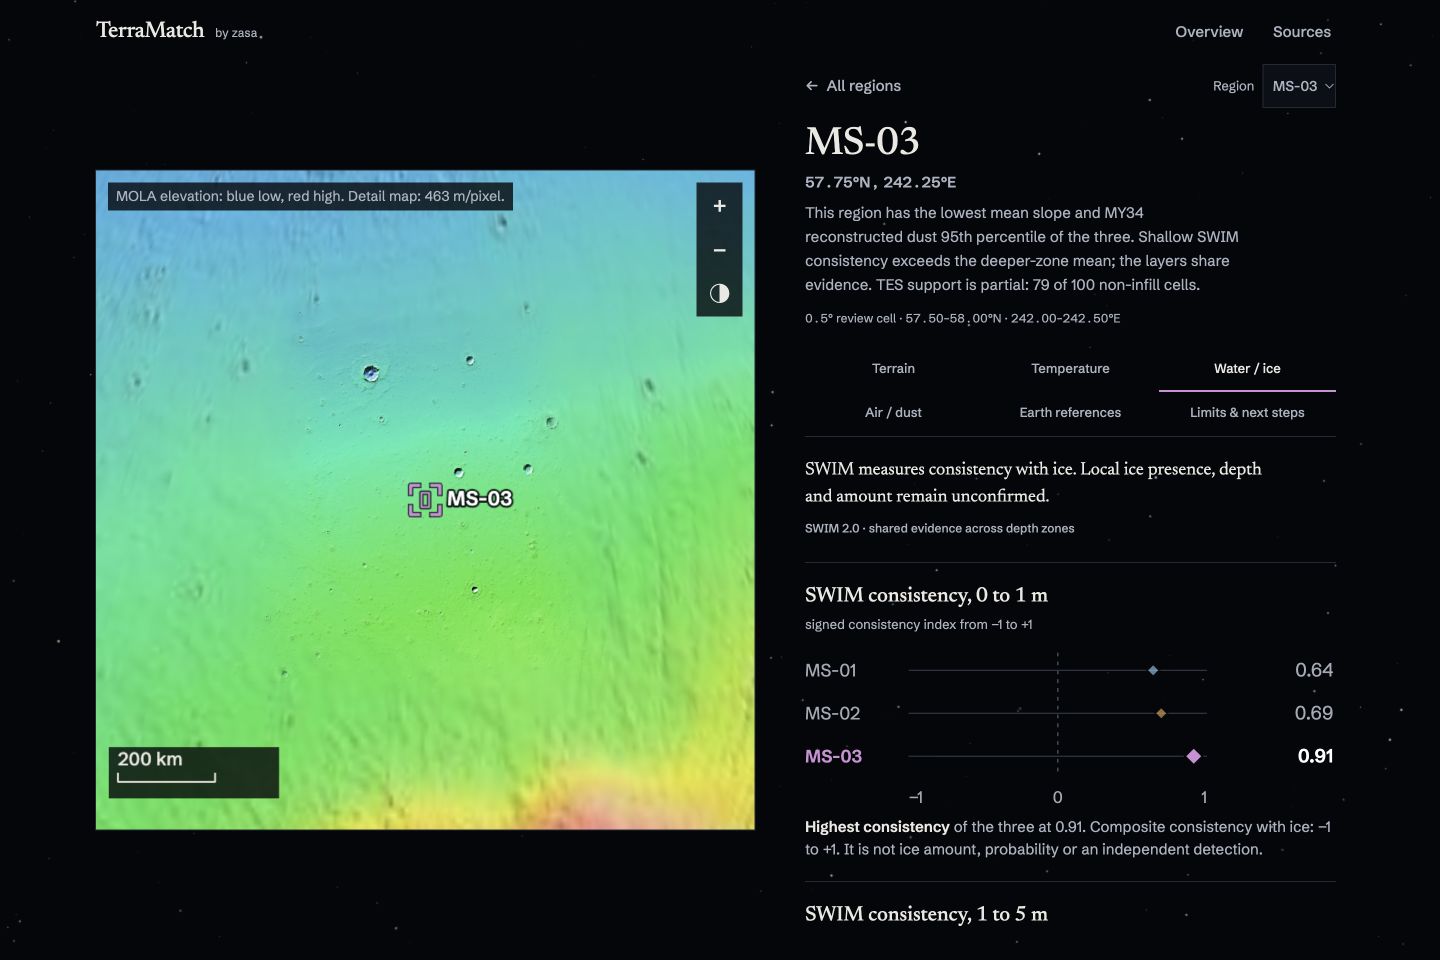 TerraMatch by zasa.
Overview Sources
← All regions
Region MS-03
MS-03
57.75°N, 242.25°E
This region has the lowest mean slope and MY34
reconstructed dust 95th percentile of the three. Shallow SWIM
consistency exceeds the deeper-zone mean; the layers share
evidence. TES support is partial: 79 of 100 non-infill cells.
0.5° review cell · 57.50–58.00°N · 242.00–242.50°E
MOLA elevation: blue low, red high. Detail map: 463 m/pixel.
+
−
MS-03
200 km
Terrain Temperature Water / ice
Air / dust Earth references Limits & next steps
SWIM measures consistency with ice. Local ice presence, depth
and amount remain unconfirmed.
SWIM 2.0 · shared evidence across depth zones
SWIM consistency, 0 to 1 m
signed consistency index from −1 to +1
MS-01 0.64
MS-02 0.69
MS-03 0.91
−1 0 1
Highest consistency of the three at 0.91. Composite consistency with ice: −1
to +1. It is not ice amount, probability or an independent detection.
SWIM consistency, 1 to 5 m